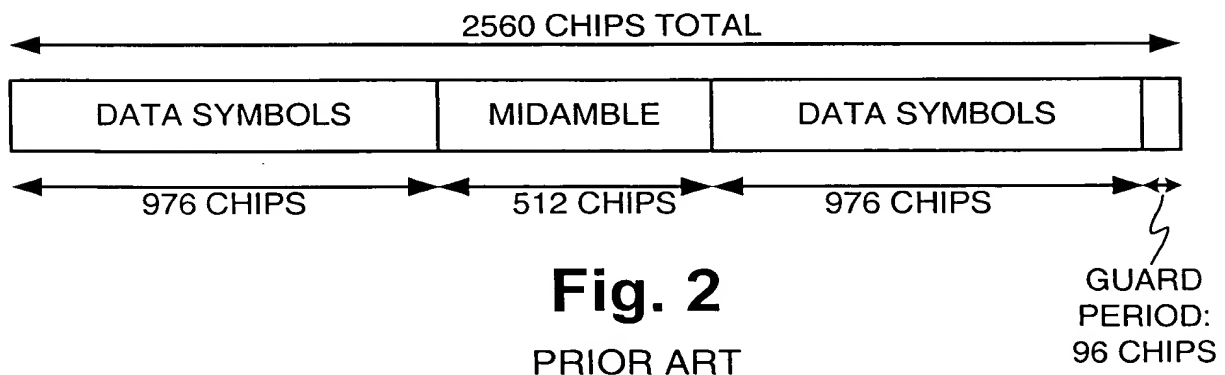 2560 CHIPS TOTAL
DATA SYMBOLS MIDAMBLE DATA SYMBOLS
976 CHIPS 512 CHIPS 976 CHIPS
GUARD
PERIOD:
96 CHIPS
Fig. 2
PRIOR ART